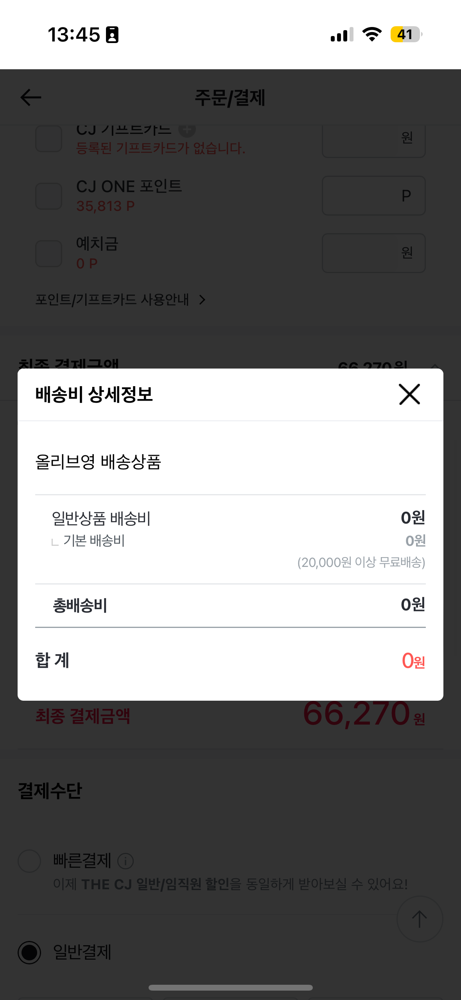 13:45
41
주문/결제
CJ 기프트카드
원
등록된 기프트카드가 없습니다.
CJ ONE 포인트
P
35,813 P
예치금
원
0 P
포인트/기프트카드 사용안내
최종 결제금액
66,270원
배송비 상세정보
올리브영 배송상품
일반상품 배송비
0원
기본 배송비
0원
(20,000원 이상 무료배송)
총배송비
0원
합 계
0원
최종 결제금액
66,270원
결제수단
빠른결제
이제 THE CJ 일반/임직원 할인을 동일하게 받아보실 수 있어요!
일반결제